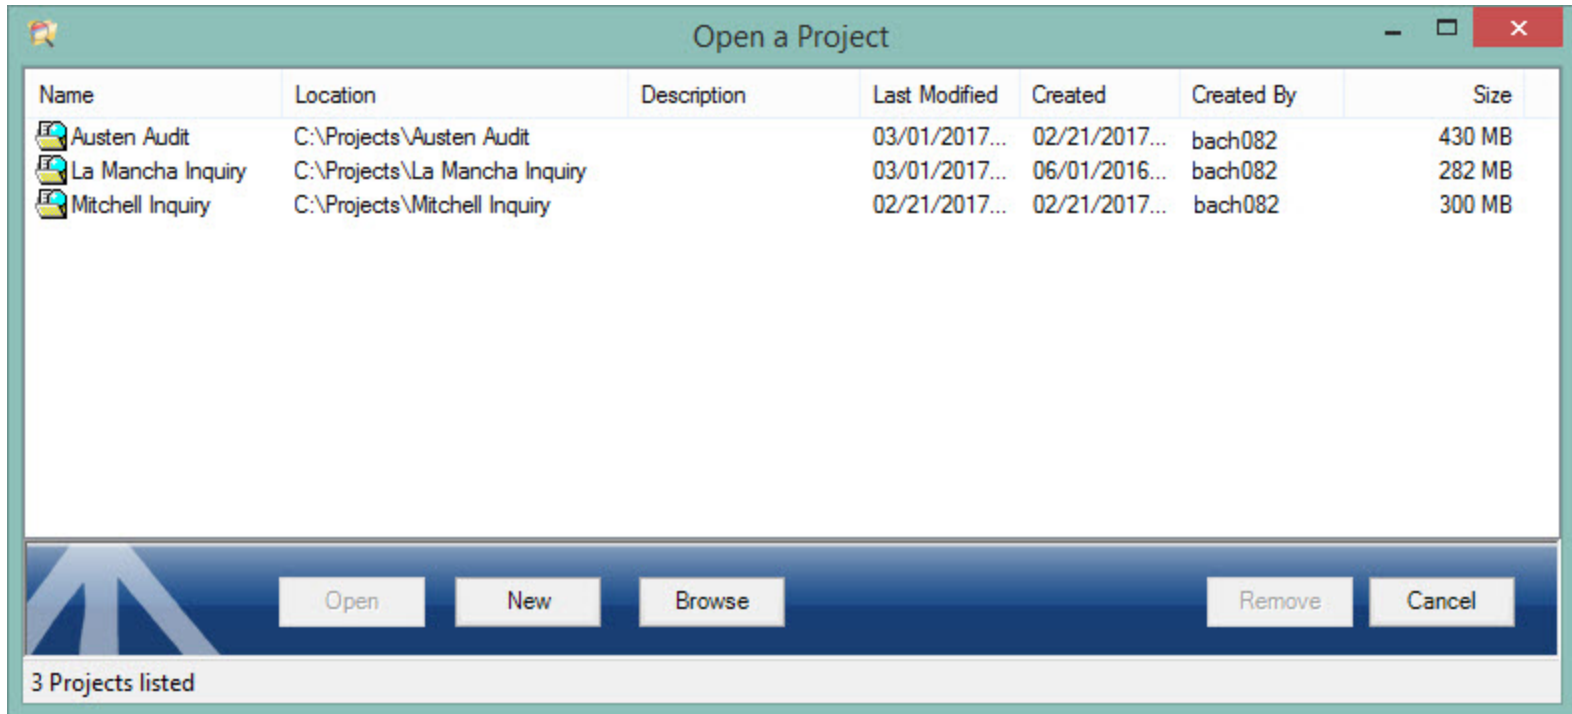 Open a Project
Name Location Description Last Modified Created Created By Size
Austen Audit C:\Projects\Austen Audit 03/01/2017... 02/21/2017... bach082 430 MB
La Mancha Inquiry C:\Projects\La Mancha Inquiry 03/01/2017... 06/01/2016... bach082 282 MB
Mitchell Inquiry C:\Projects\Mitchell Inquiry 02/21/2017... 02/21/2017... bach082 300 MB
Open New Browse Remove Cancel
3 Projects listed